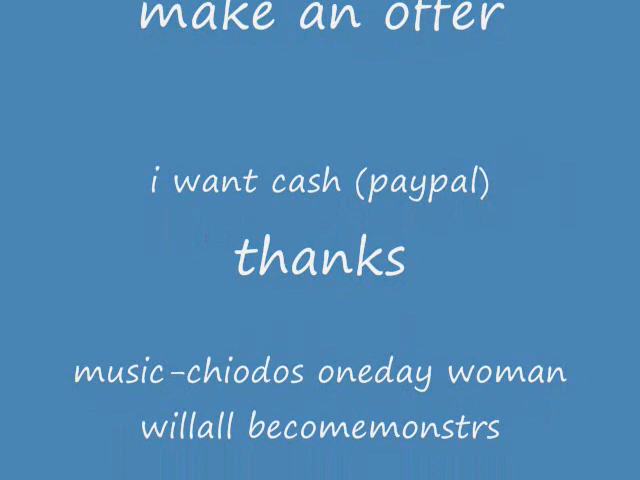 make an offer
i want cash (paypal)
thanks
music-chiodos oneday woman
willall becomemonstrs